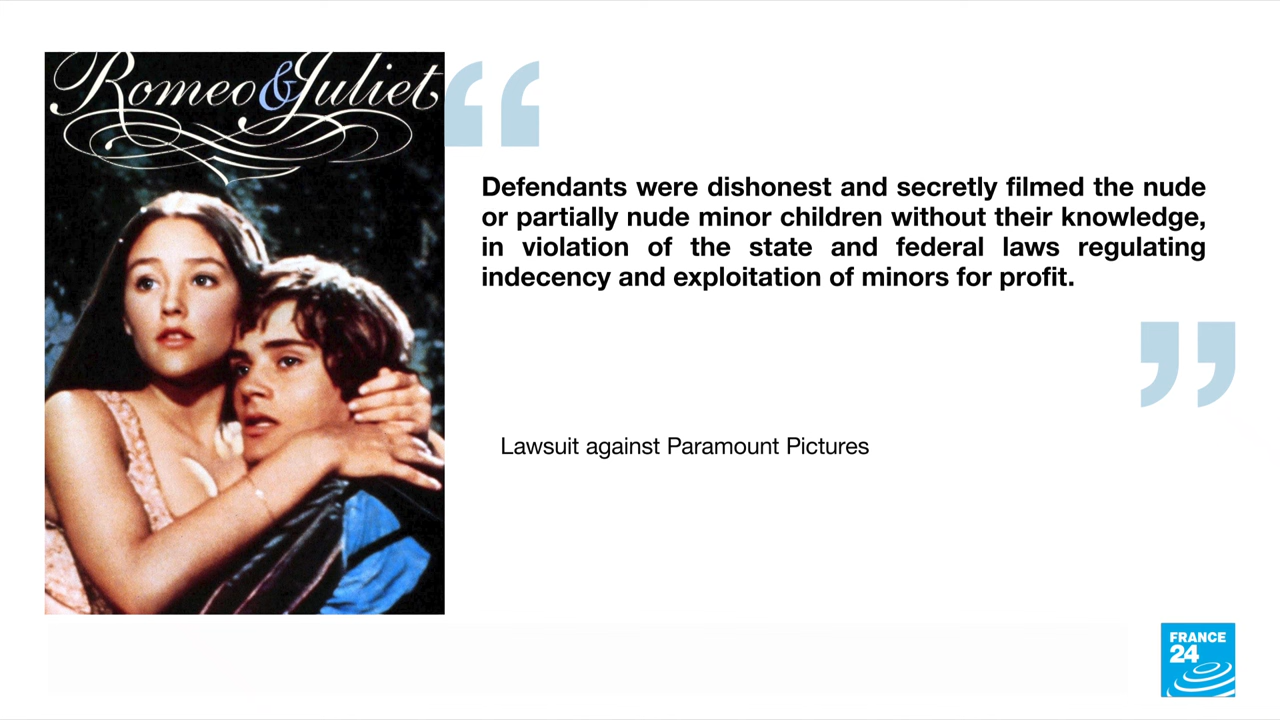 Romeo & Juliet
“
Defendants were dishonest and secretly filmed the nude
or partially nude minor children without their knowledge,
in violation of the state and federal laws regulating
indecency and exploitation of minors for profit.
”
Lawsuit against Paramount Pictures
FRANCE
24